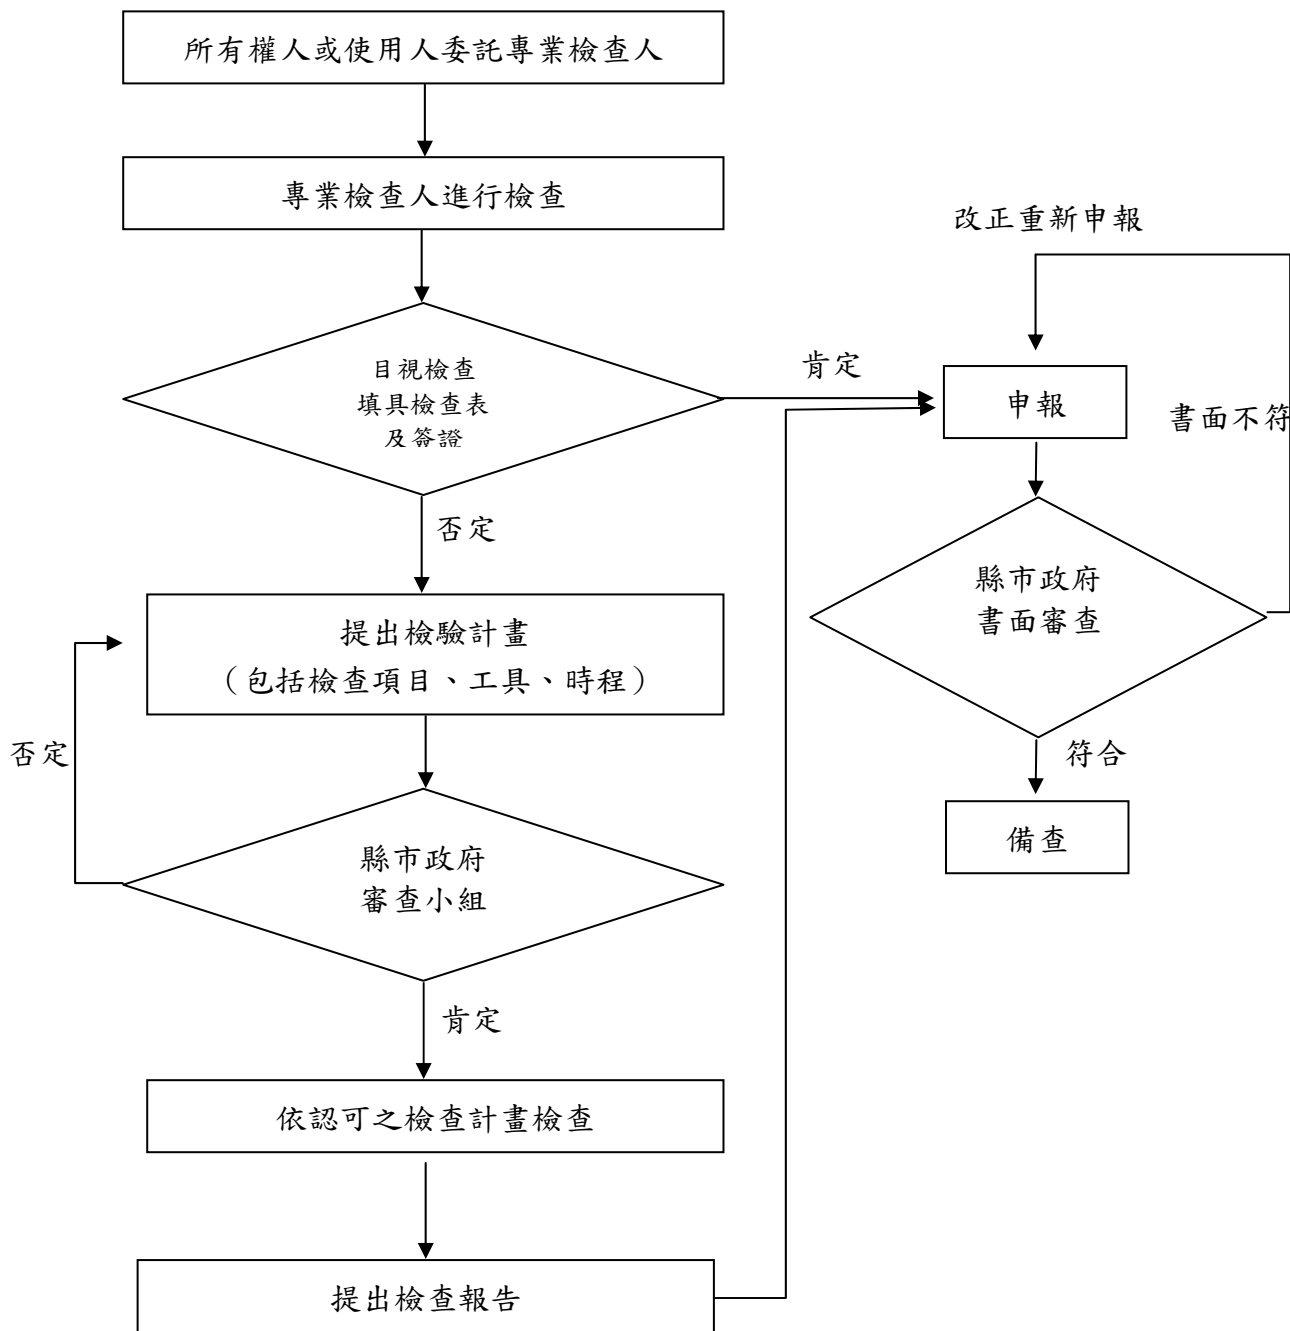 所有權人或使用人委託專業檢查人
專業檢查人進行檢查
目視檢查
填具檢查表
及簽證
肯定
否定
提出檢驗計畫
（包括檢查項目、工具、時程）
否定
縣市政府
審查小組
肯定
依認可之檢查計畫檢查
提出檢查報告
改正重新申報
申報
書面不符
縣市政府
書面審查
符合
備查